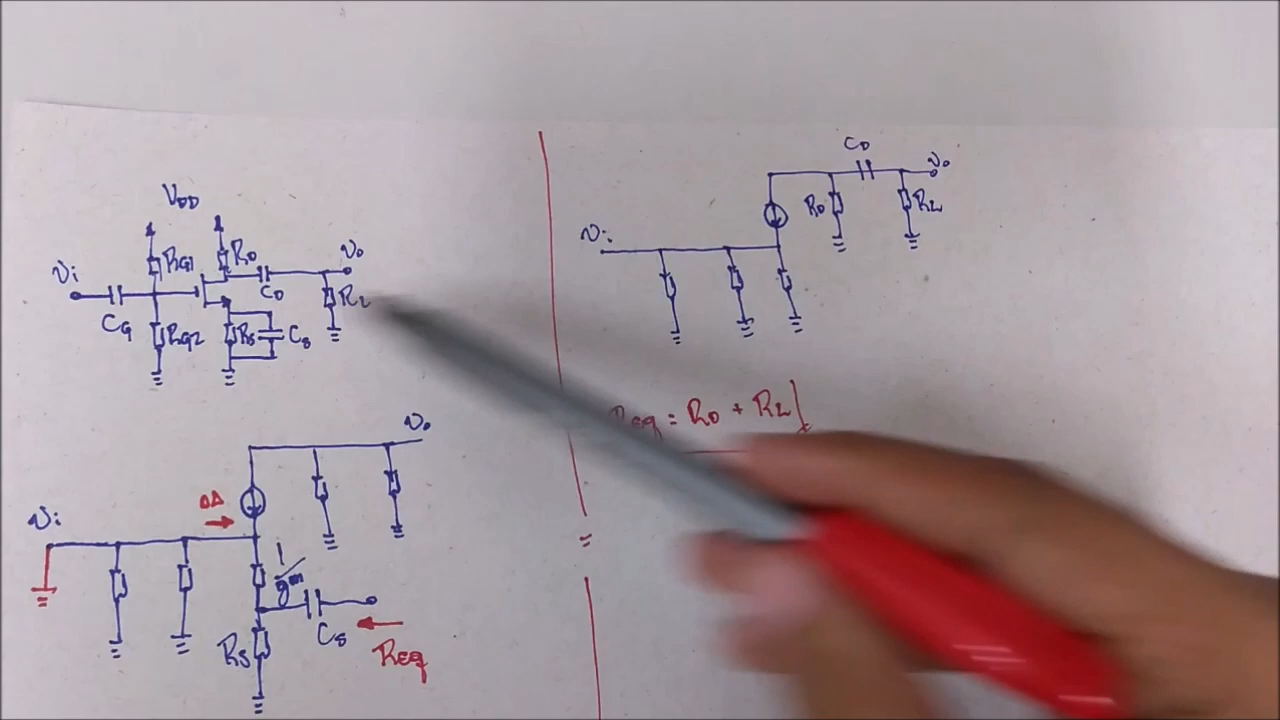 VDD
Vi
RG1
RD
Vo
CD
RL
CG
RG2
RS
CS
Vo
Vi
0A
1/gm
CS
RS
Req
CD
Vo
RD
RL
Vi
Req = RD + RL